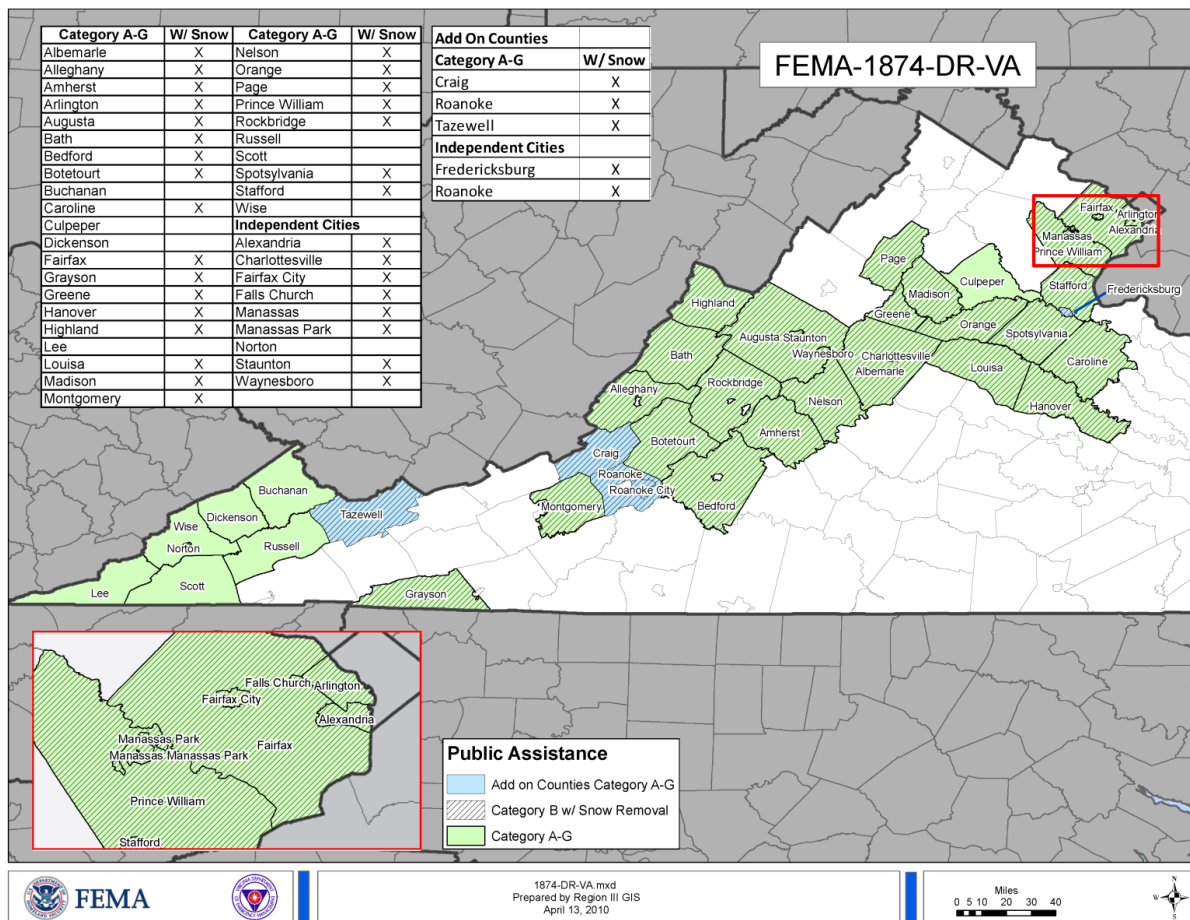 FEMA-1874-DR-VA
Category A-G W/ Snow Category A-G W/ Snow
Albemarle X Nelson X
Alleghany X Orange X
Amherst X Page X
Arlington X Prince William X
Augusta X Rockbridge X
Bath X Russell
Bedford X Scott
Botetourt X Spotsylvania X
Buchanan Stafford X
Caroline X Wise
Culpeper Independent Cities
Dickenson Alexandria X
Fairfax X Charlottesville X
Grayson X Fairfax City X
Greene X Falls Church X
Hanover X Manassas X
Highland X Manassas Park X
Lee Norton
Louisa X Staunton X
Madison X Waynesboro X
Montgomery X
Add On Counties
Category A-G W/ Snow
Craig X
Roanoke X
Tazewell X
Independent Cities
Fredericksburg X
Roanoke X
Fairfax
Arlington
Alexandria
Manassas
Prince William
Page
Culpeper
Stafford
Fredericksburg
Madison
Highland
Greene
Orange
Spotsylvania
Augusta
Staunton
Waynesboro
Charlottesville
Albemarle
Bath
Louisa
Caroline
Rockbridge
Alleghany
Nelson
Hanover
Amherst
Botetourt
Craig
Roanoke
Roanoke City
Montgomery
Bedford
Buchanan
Tazewell
Dickenson
Wise
Norton
Russell
Scott
Lee
Grayson
Falls Church
Arlington
Fairfax City
Alexandria
Manassas Park
Fairfax
Manassas Manassas Park
Prince William
Stafford
Public Assistance
Add on Counties Category A-G
Category B w/ Snow Removal
Category A-G
FEMA
1874-DR-VA.mxd
Prepared by Region III GIS
April 13, 2010
Miles
0 5 10 20 30 40
N
W E
S